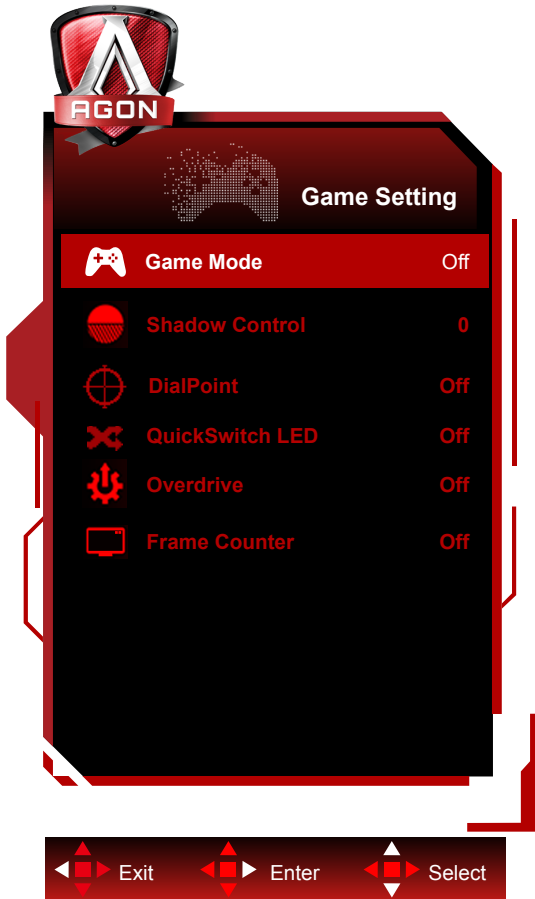 AGON
Game Setting
Game Mode Off
Shadow Control 0
DialPoint Off
QuickSwitch LED Off
Overdrive Off
Frame Counter Off
Exit Enter Select